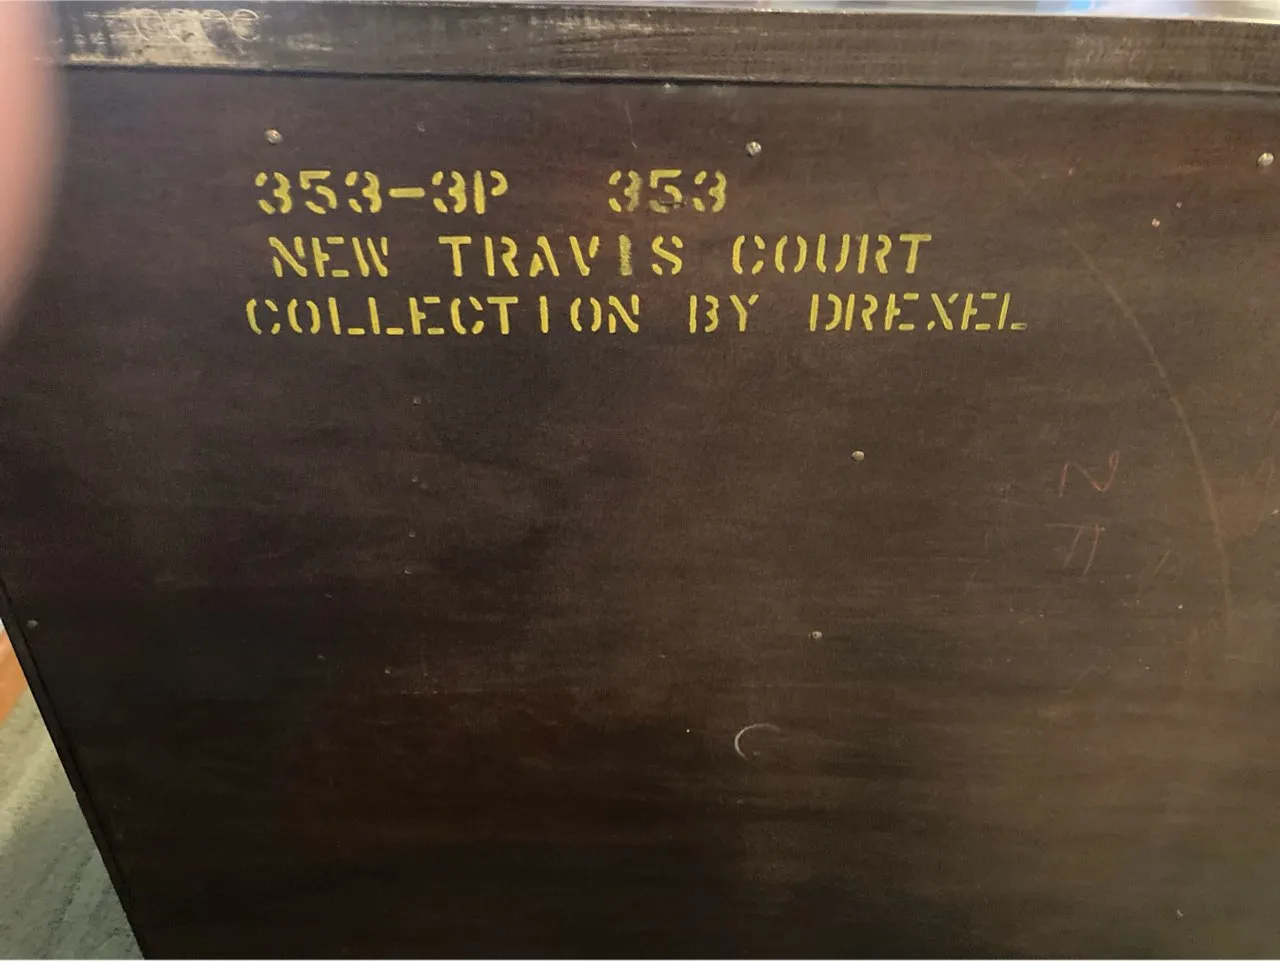 353-3P 353
NEW TRAVIS COURT
COLLECTION BY DREXEL